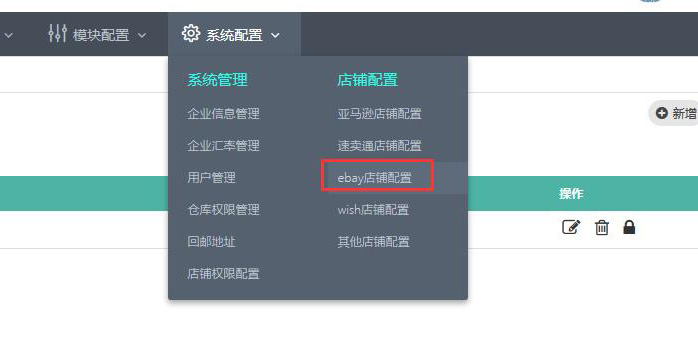 模块配置
系统配置
系统管理
店铺配置
企业信息管理
亚马逊店铺配置
企业汇率管理
速卖通店铺配置
用户管理
ebay店铺配置
仓库权限管理
wish店铺配置
回邮地址
其他店铺配置
店铺权限配置
新增
操作